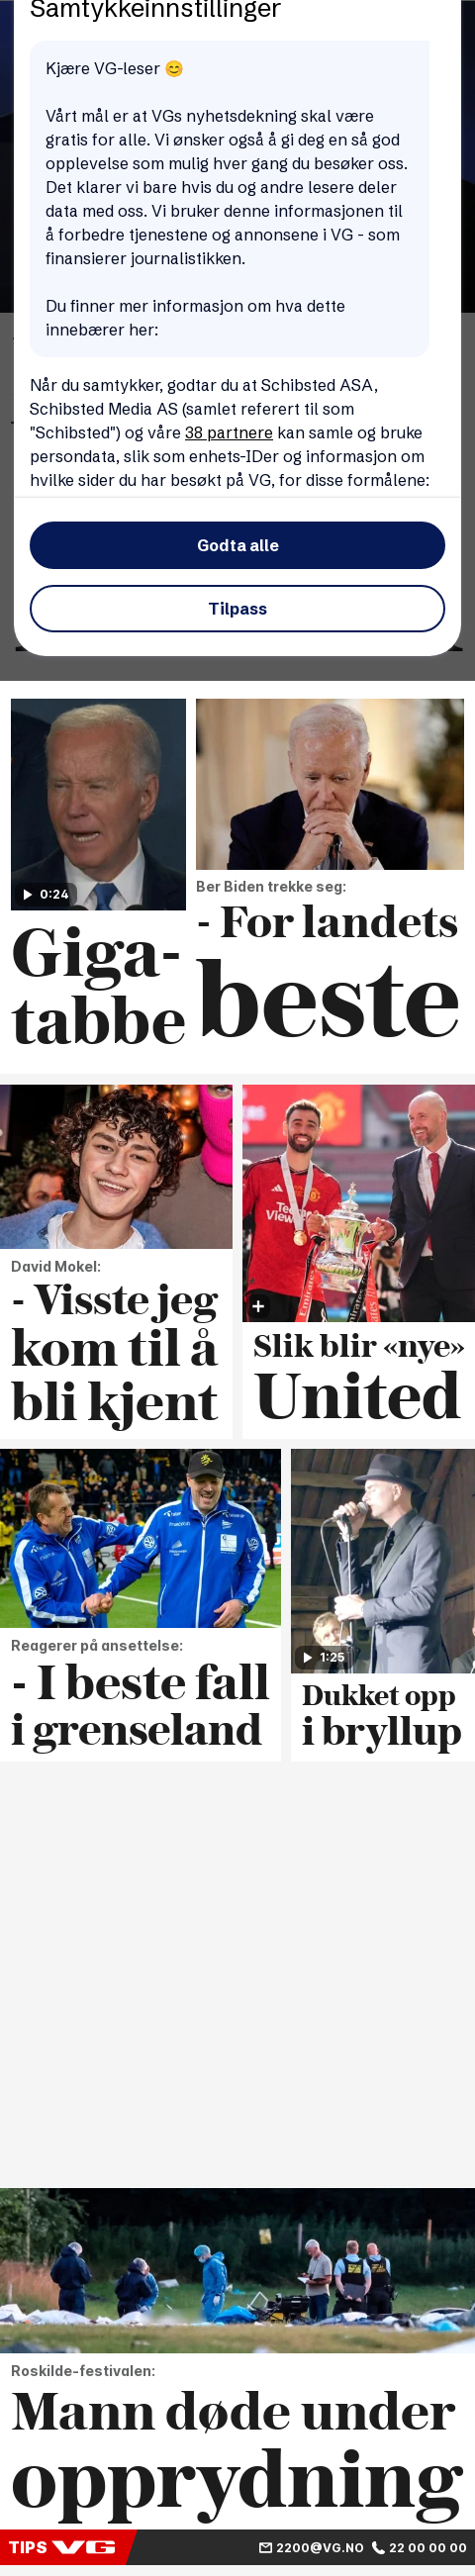 Samtykkeinnstillinger
Kjære VG-leser 😊
Vårt mål er at VGs nyhetsdekning skal være
gratis for alle. Vi ønsker også å gi deg en så god
opplevelse som mulig hver gang du besøker oss.
Det klarer vi bare hvis du og andre lesere deler
data med oss. Vi bruker denne informasjonen til
å forbedre tjenestene og annonsene i VG - som
finansierer journalistikken.
Du finner mer informasjon om hva dette
innebærer her:
Når du samtykker, godtar du at Schibsted ASA,
Schibsted Media AS (samlet referert til som
"Schibsted") og våre 38 partnere kan samle og bruke
persondata, slik som enhets-IDer og informasjon om
hvilke sider du har besøkt på VG, for disse formålene:
Godta alle
Tilpass
0:24
Giga-
tabbe
Ber Biden trekke seg:
- For landets
beste
David Mokel:
- Visste jeg
kom til å
bli kjent
Slik blir «nye»
United
Reagerer på ansettelse:
- I beste fall
i grenseland
1:25
Dukket opp
i bryllup
Roskilde-festivalen:
Mann døde under
opprydning
TIPS VG 2200@VG.NO 22 00 00 00